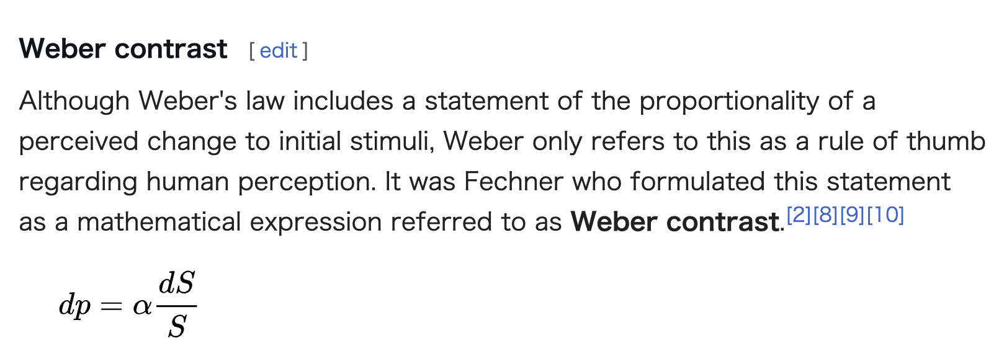 Weber contrast [ edit ]
Although Weber's law includes a statement of the proportionality of a
perceived change to initial stimuli, Weber only refers to this as a rule of thumb
regarding human perception. It was Fechner who formulated this statement
as a mathematical expression referred to as Weber contrast.[2][8][9][10]
dp = α dS/S